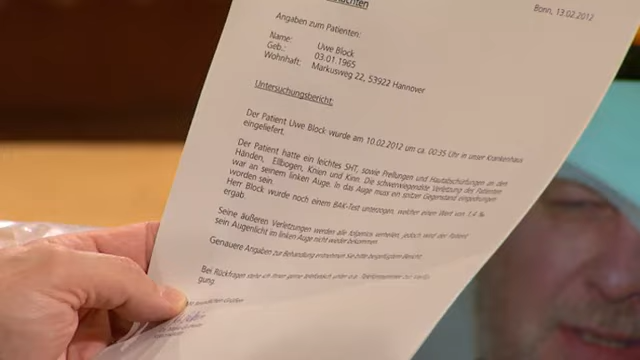 Bonn, 13.02.2012
Angaben zum Patienten:
Name: Uwe Block
Geb.: 03.01.1965
Wohnhaft: Markusweg 22, 53922 Hannover
Untersuchungsbericht:
Der Patient Uwe Block wurde am 10.02.2012 um ca. 00:35 Uhr in unser Krankenhaus
eingeliefert.
Der Patient hatte ein leichtes SHT, sowie Prellungen und Hautabschürfungen an den
Händen, Ellbogen, Knien und Kinn. Die schwerwiegendste Verletzung der Patienten
war an seinem linken Auge. In das Auge muss ein spitzer Gegenstand eingedrungen
worden sein.
Herr Block wurde noch einem BAK-Test unterzogen, welcher einen Wert von 1,4 ‰
ergab.
Seine äußeren Verletzungen werden alle folgenlos verheilen, jedoch wird der Patient
sein Augenlicht im linken Auge nicht wieder bekommen.
Genauere Angaben zur Behandlung entnehmen Sie bitte beigefügtem Bericht.
Bei Rückfragen stehe ich Ihnen gerne telefonisch unter o.a. Telefonnummer zur Verfü-
gung.
Mit freundlichen Grüßen